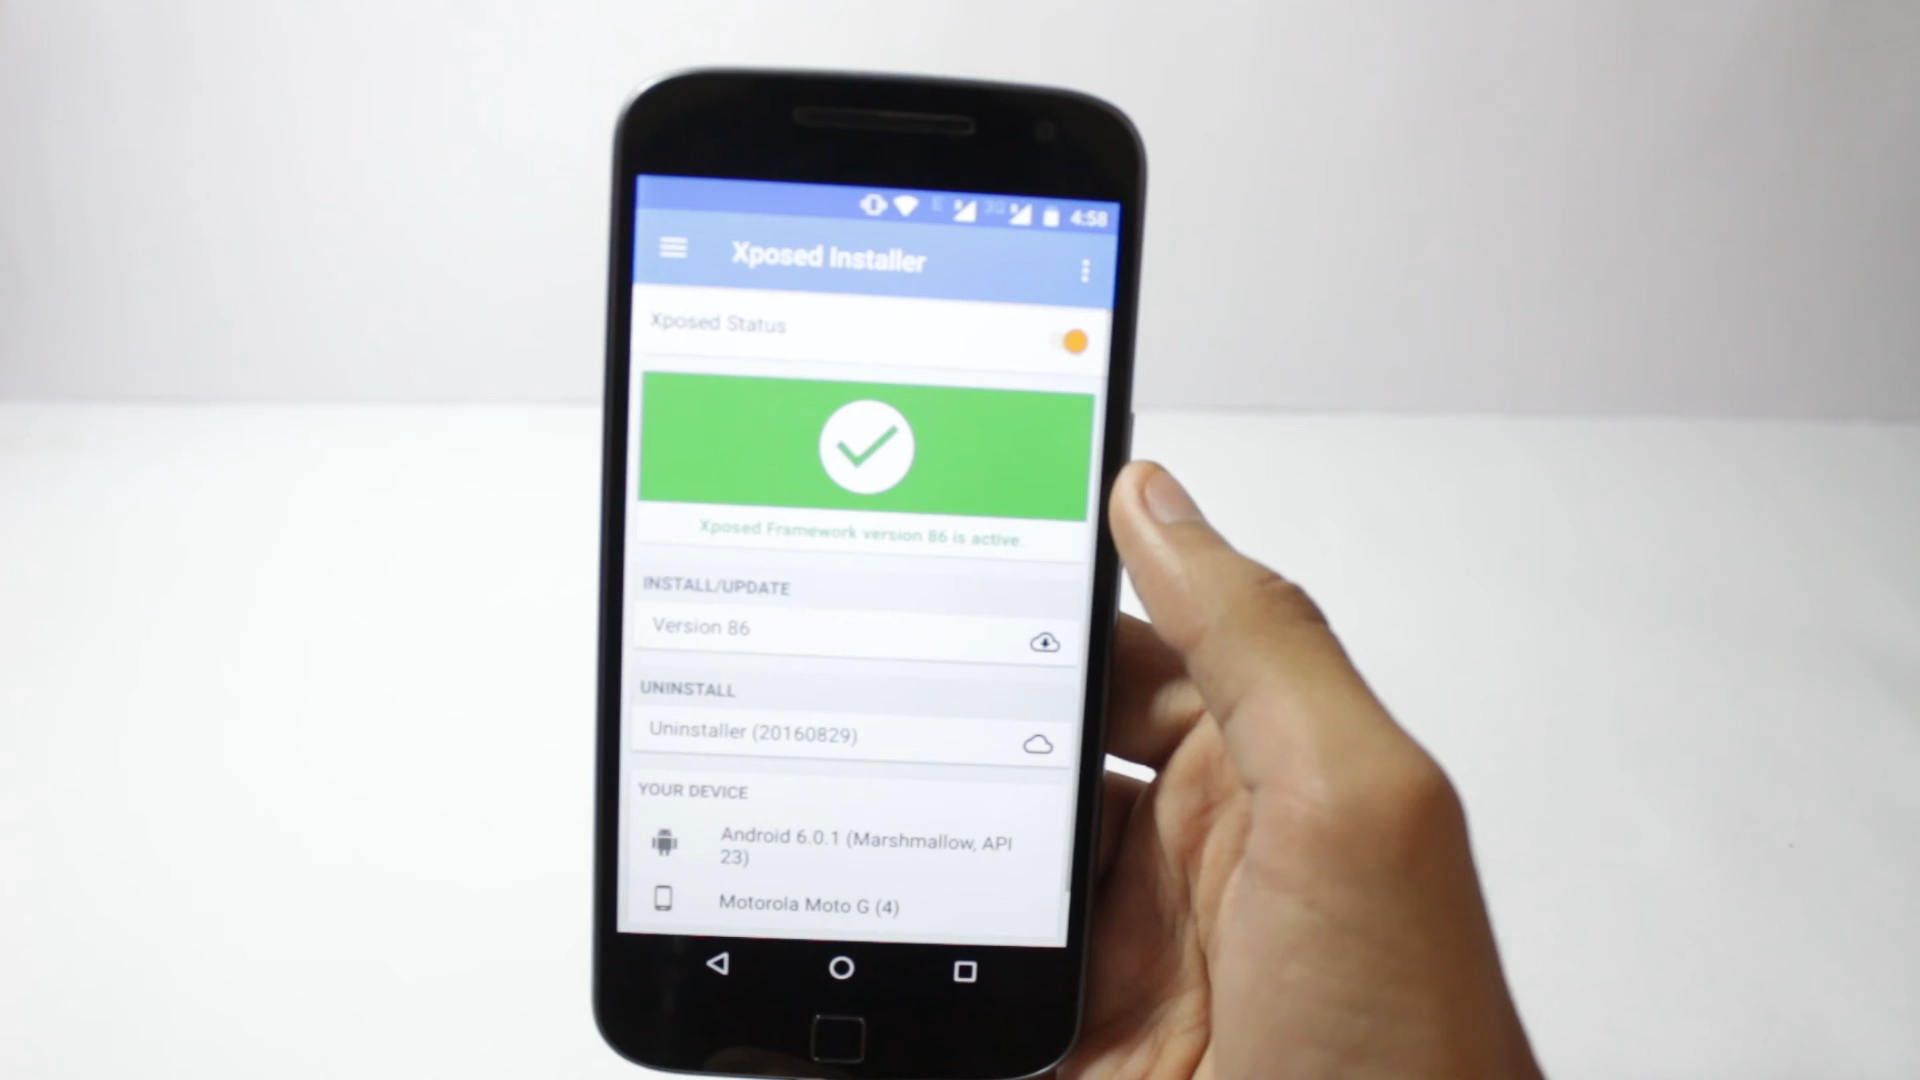 E 3G 4:58
Xposed Installer
Xposed Status
Xposed Framework version 86 is active.
INSTALL/UPDATE
Version 86
UNINSTALL
Uninstaller (20160829)
YOUR DEVICE
Android 6.0.1 (Marshmallow, API
23)
Motorola Moto G (4)